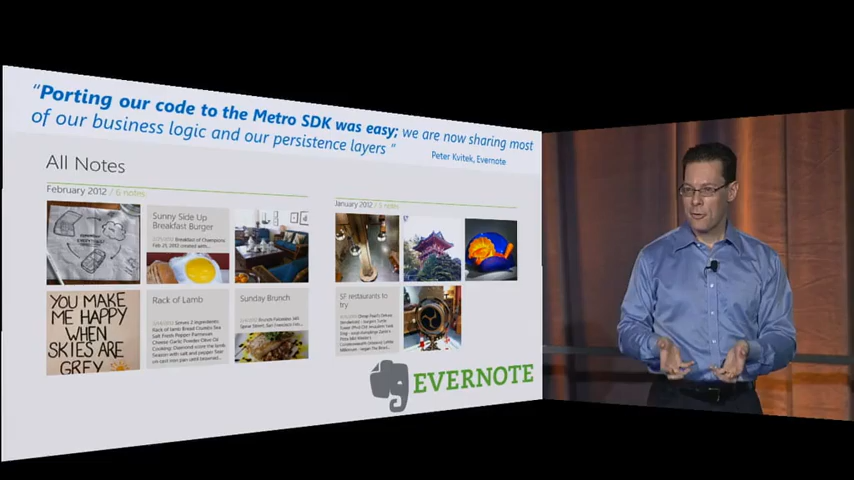 "Porting our code to the Metro SDK was easy; we are now sharing most
of our business logic and our persistence layers "
Peter Kvitek, Evernote
All Notes
February 2012 / 6 notes
January 2012 / 5 notes
Sunny Side Up
Breakfast Burger
Breakfast of Champions
YOU MAKE
ME HAPPY
WHEN
SKIES ARE
GREY
Rack of Lamb
Sunday Brunch
SF restaurants to
try
EVERNOTE